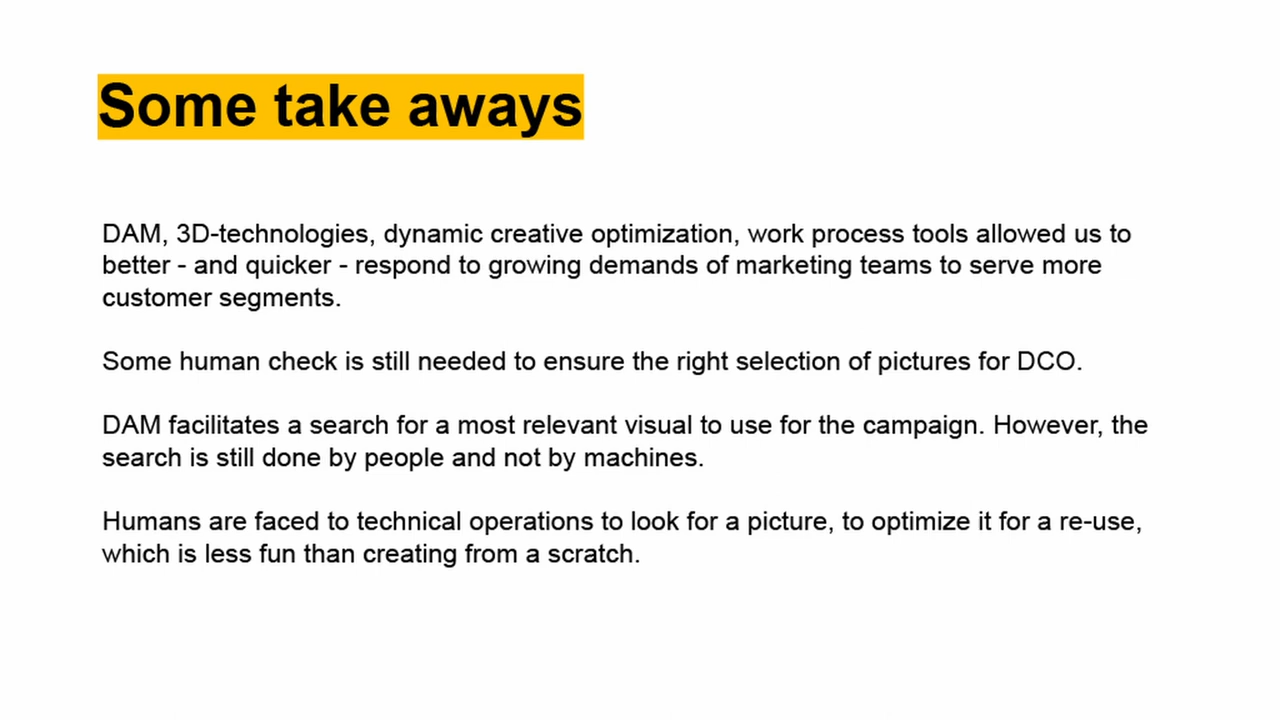 Some take aways
DAM, 3D-technologies, dynamic creative optimization, work process tools allowed us to
better - and quicker - respond to growing demands of marketing teams to serve more
customer segments.
Some human check is still needed to ensure the right selection of pictures for DCO.
DAM facilitates a search for a most relevant visual to use for the campaign. However, the
search is still done by people and not by machines.
Humans are faced to technical operations to look for a picture, to optimize it for a re-use,
which is less fun than creating from a scratch.